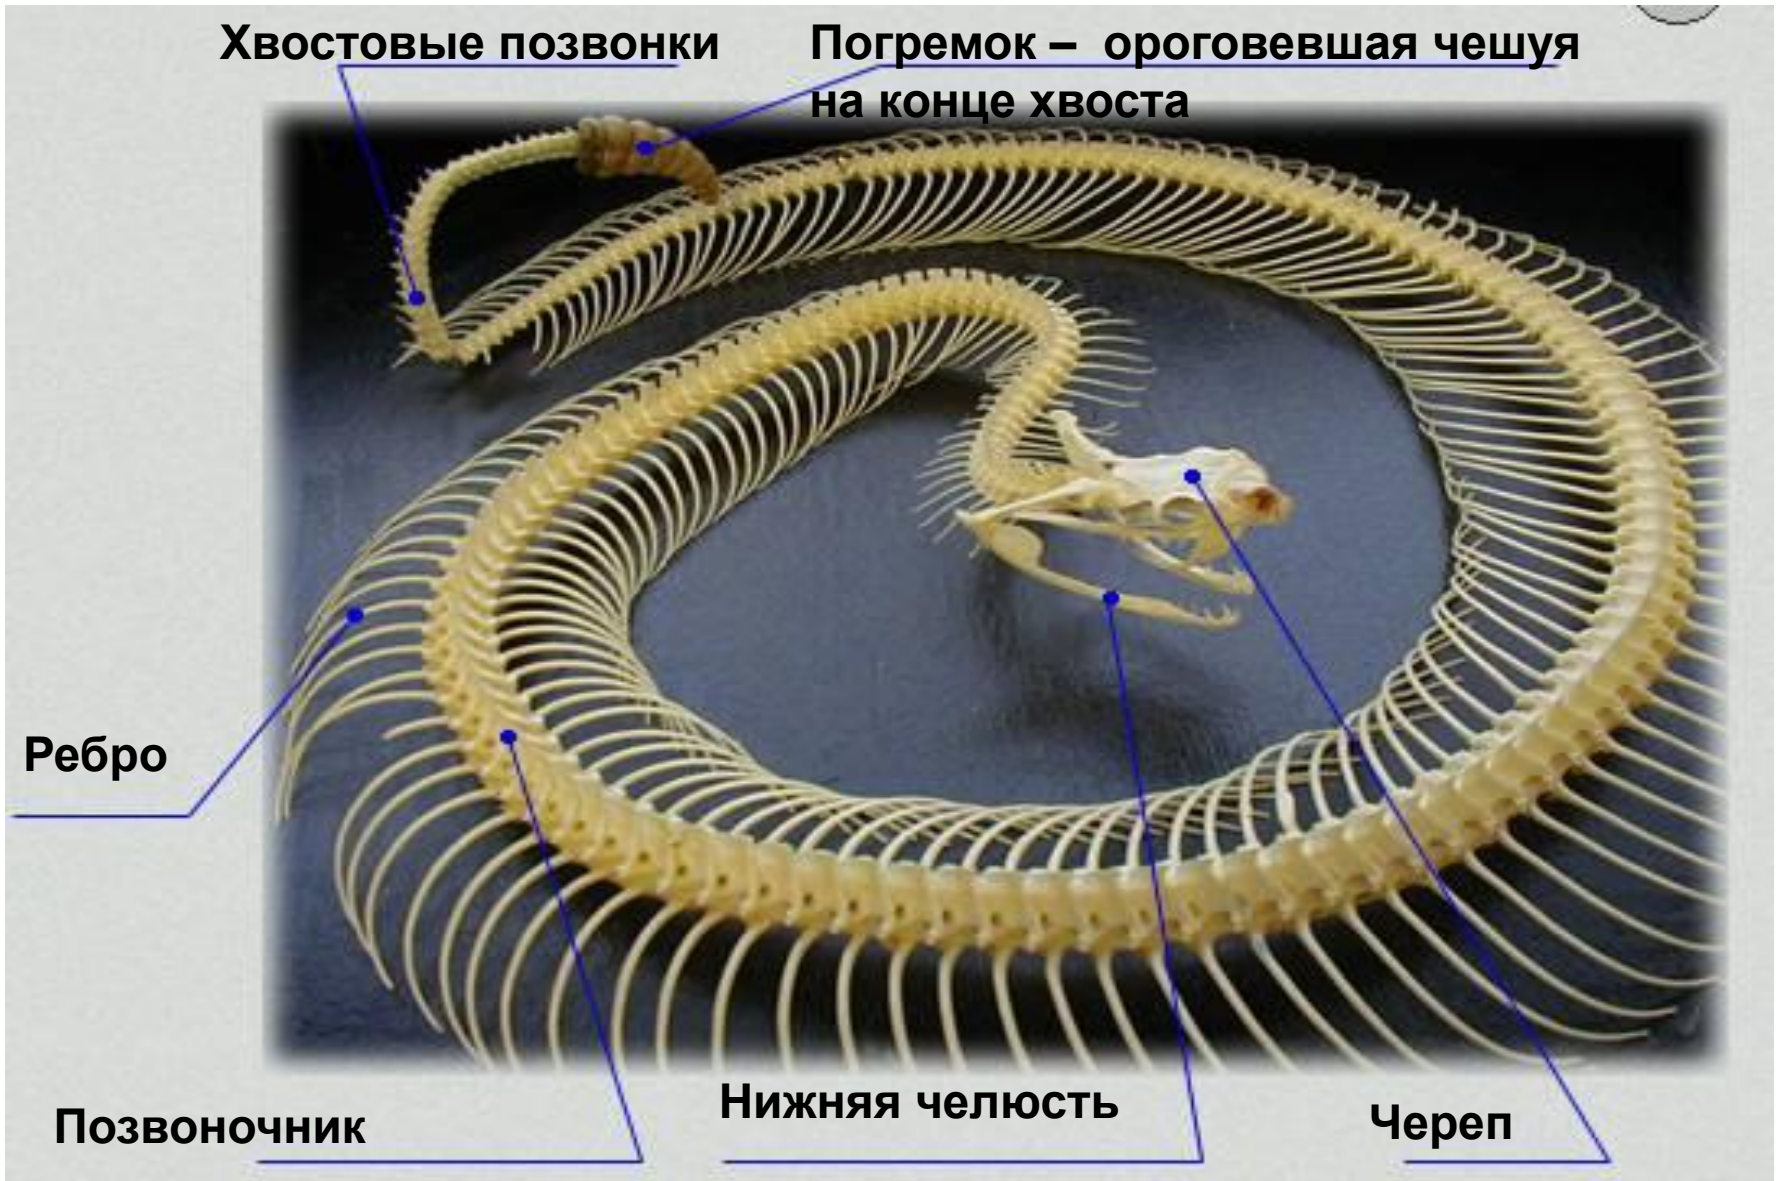 Хвостовые позвонки
Погремок – ороговевшая чешуя
на конце хвоста
Ребро
Позвоночник
Нижняя челюсть
Череп